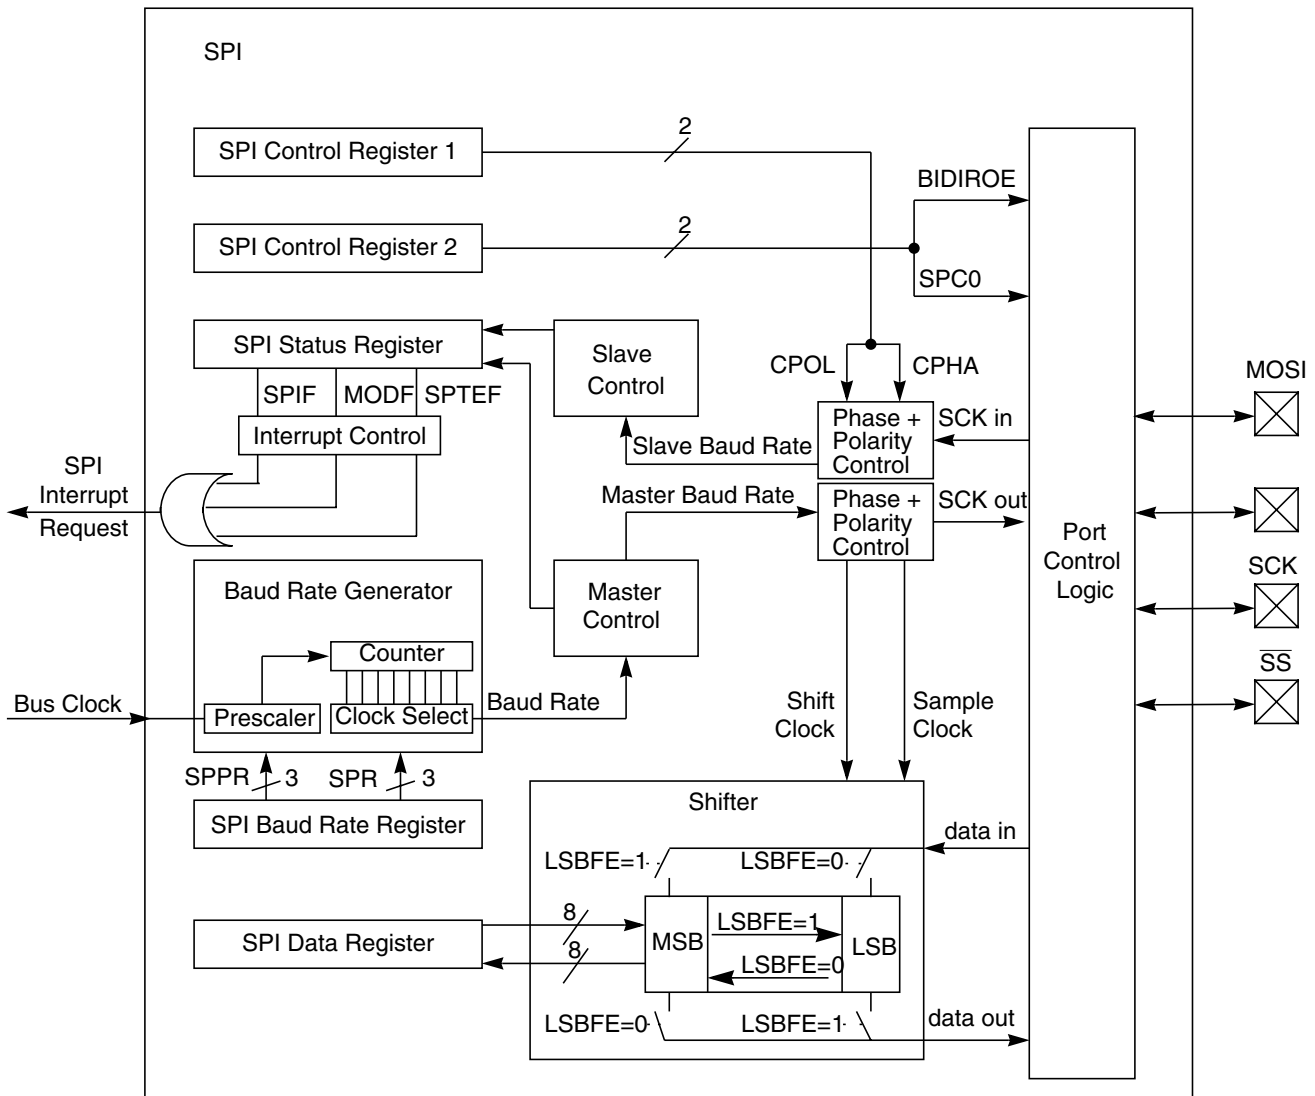 SPI
SPI Control Register 1
2
BIDIROE
SPI Control Register 2
2
SPC0
SPI Status Register
Slave
Control
CPOL
CPHA
MOSI
SPIF
MODF
SPTEF
Interrupt Control
Phase +
Polarity
Control
SCK in
Slave Baud Rate
SPI
Interrupt
Request
Master Baud Rate
Phase +
Polarity
Control
SCK out
Port
Control
Logic
SCK
Baud Rate Generator
Master
Control
Counter
SS
Bus Clock
Prescaler
Clock Select
Baud Rate
Shift
Clock
Sample
Clock
SPPR
3
SPR
3
SPI Baud Rate Register
Shifter
data in
LSBFE=1
LSBFE=0
8
SPI Data Register
8
MSB
LSBFE=1
LSBFE=0
LSB
LSBFE=0
LSBFE=1
data out